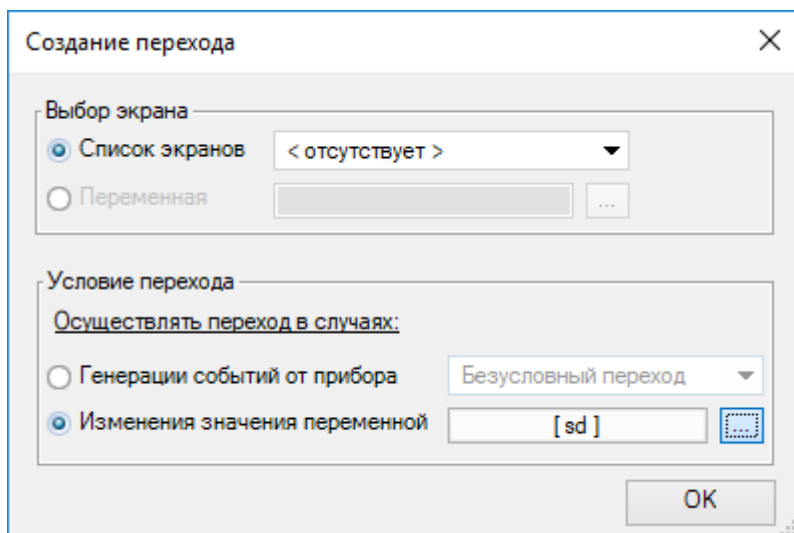 Создание перехода
Выбор экрана
Список экранов < отсутствует >
Переменная ...
Условие перехода
Осуществлять переход в случаях:
Генерации событий от прибора Безусловный переход
Изменения значения переменной [ sd ] ...
OK